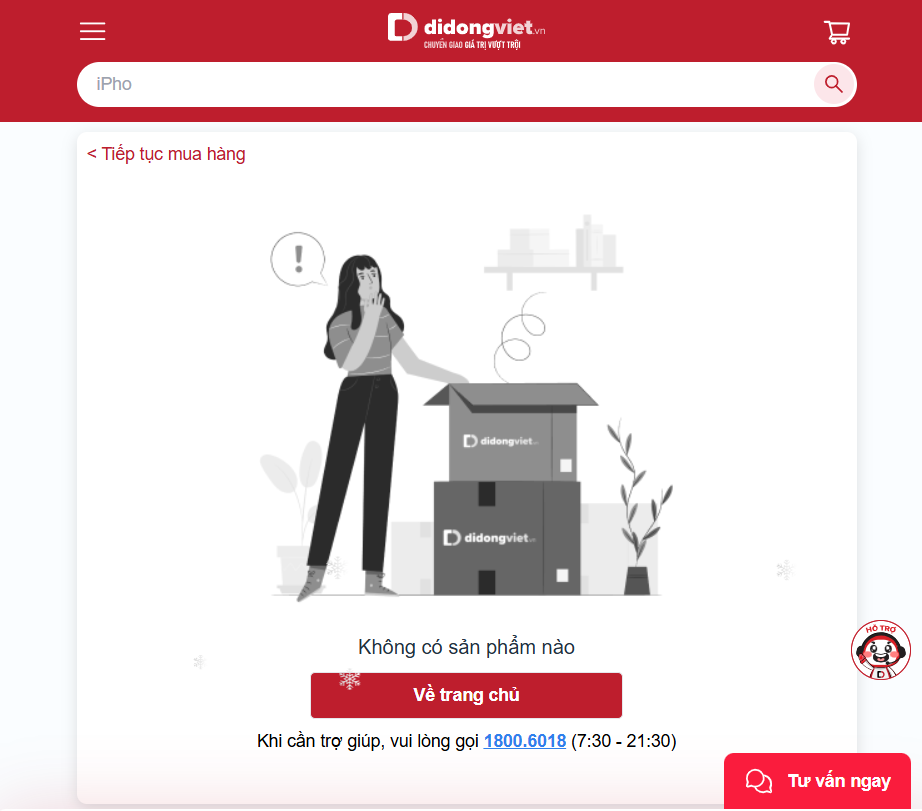 didongviet.vn
CHUYỂN GIAO GIÁ TRỊ VƯỢT TRỘI
iPho
< Tiếp tục mua hàng
!
didongviet.vn
didongviet.vn
Không có sản phẩm nào
HỖ TRỢ
Về trang chủ
Khi cần trợ giúp, vui lòng gọi 1800.6018 (7:30 - 21:30)
Tư vấn ngay